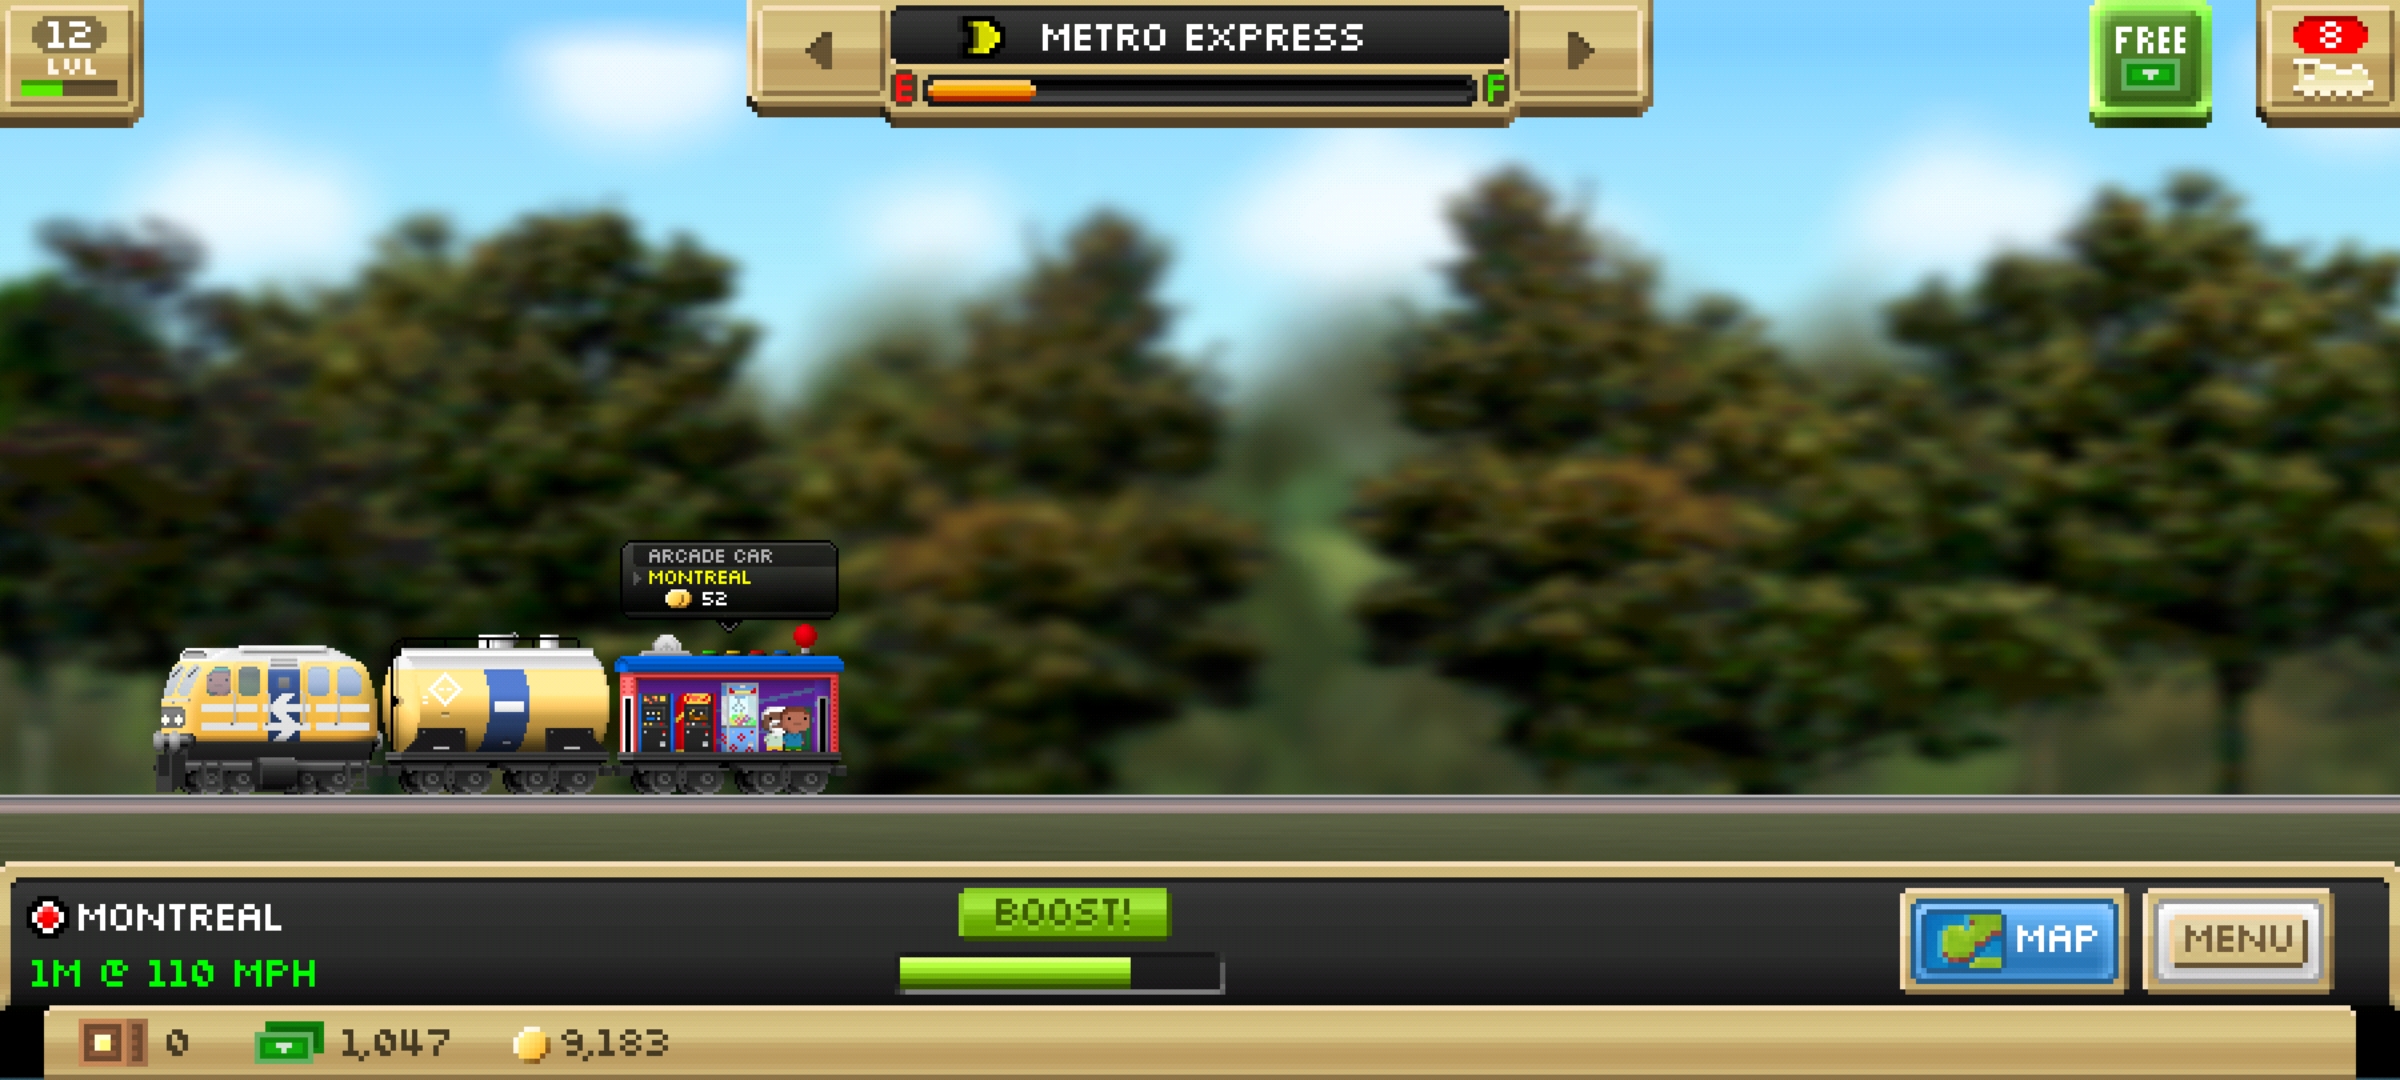 12
LVL
METRO EXPRESS
E F
FREE
8
ARCADE CAR
MONTREAL
52
MONTREAL
1M @ 110 MPH
BOOST!
MAP
MENU
0
1,047
9,183